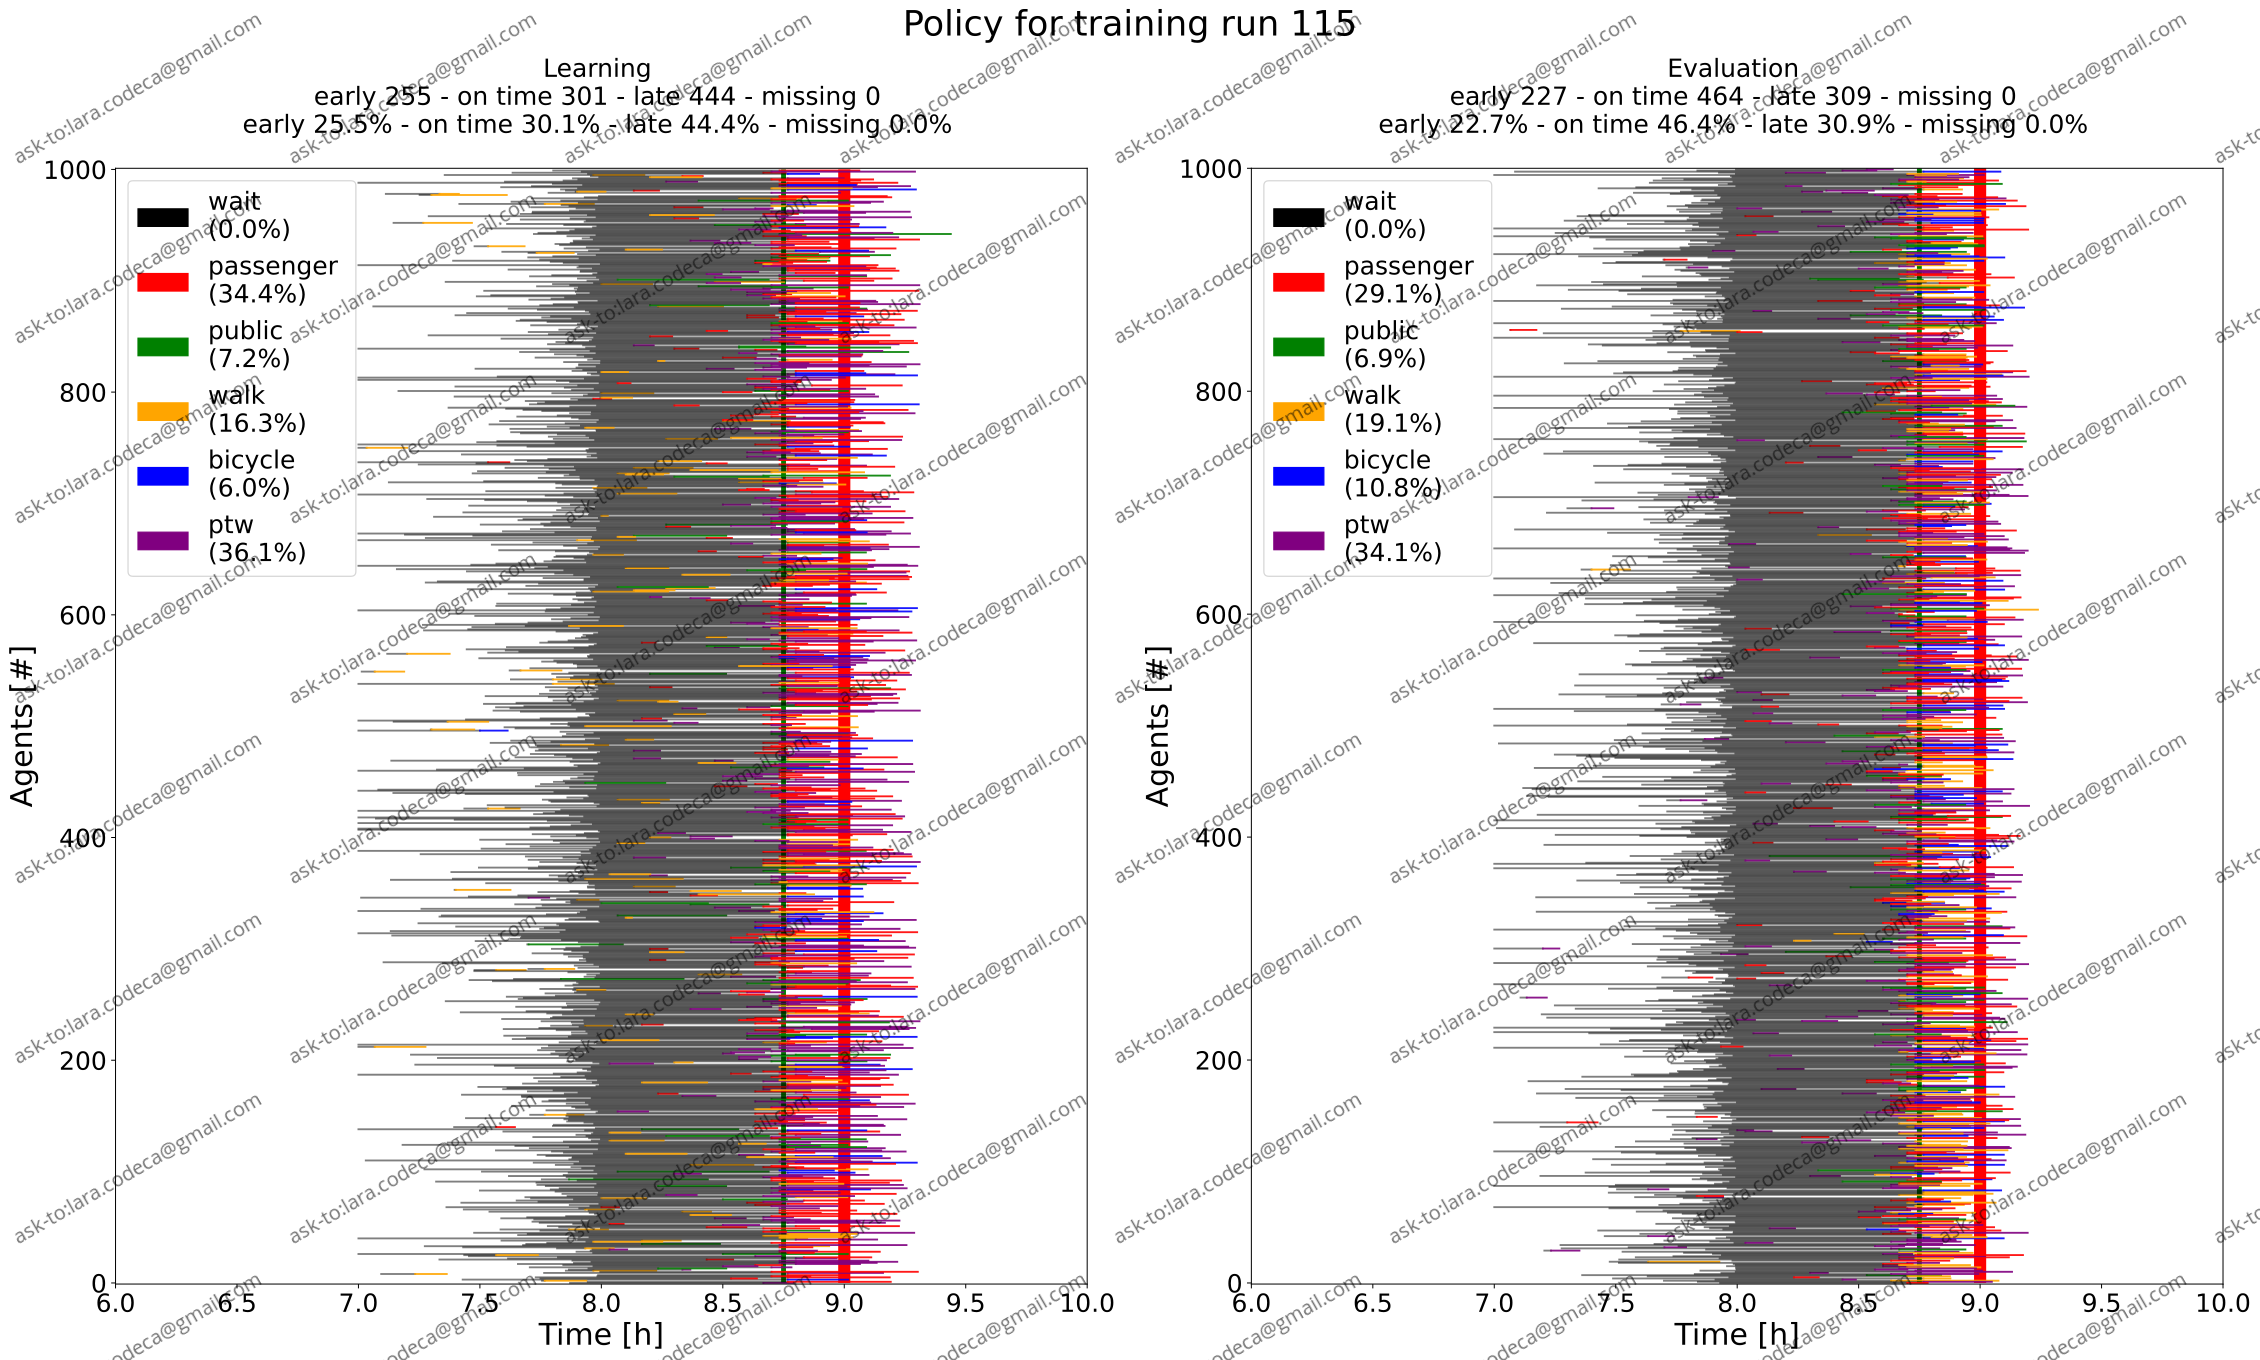 Policy for training run 115
Learning
early 255 - on time 301 - late 444 - missing 0
early 25.5% - on time 30.1% - late 44.4% - missing 0.0%
1000
800
600
400
200
0
Agents [#]
wait
(0.0%)
passenger
(34.4%)
public
(7.2%)
walk
(16.3%)
bicycle
(6.0%)
ptw
(36.1%)
6.0 6.5 7.0 7.5 8.0 8.5 9.0 9.5 10.0
Time [h]
Evaluation
early 227 - on time 464 - late 309 - missing 0
early 22.7% - on time 46.4% - late 30.9% - missing 0.0%
1000
800
600
400
200
0
Agents [#]
wait
(0.0%)
passenger
(29.1%)
public
(6.9%)
walk
(19.1%)
bicycle
(10.8%)
ptw
(34.1%)
6.0 6.5 7.0 7.5 8.0 8.5 9.0 9.5 10.0
Time [h]
ask-to:lara.codeca@gmail.com